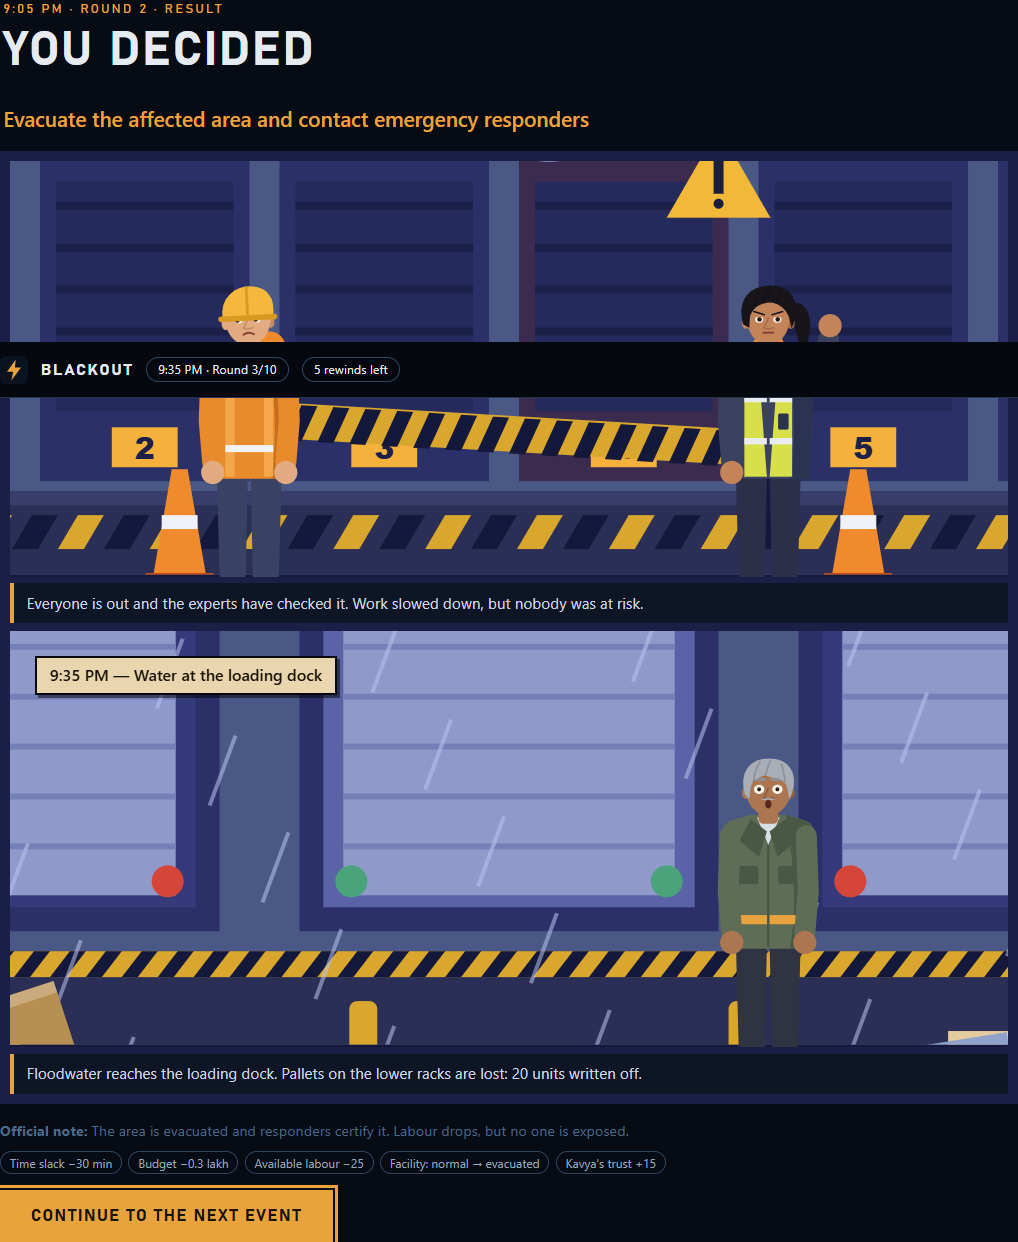 9:05 PM · ROUND 2 · RESULT
YOU DECIDED
Evacuate the affected area and contact emergency responders
BLACKOUT
9:35 PM · Round 3/10
5 rewinds left
2
3
5
Everyone is out and the experts have checked it. Work slowed down, but nobody was at risk.
9:35 PM — Water at the loading dock
Floodwater reaches the loading dock. Pallets on the lower racks are lost: 20 units written off.
Official note: The area is evacuated and responders certify it. Labour drops, but no one is exposed.
Time slack −30 min
Budget −0.3 lakh
Available labour −25
Facility: normal → evacuated
Kavya's trust +15
CONTINUE TO THE NEXT EVENT